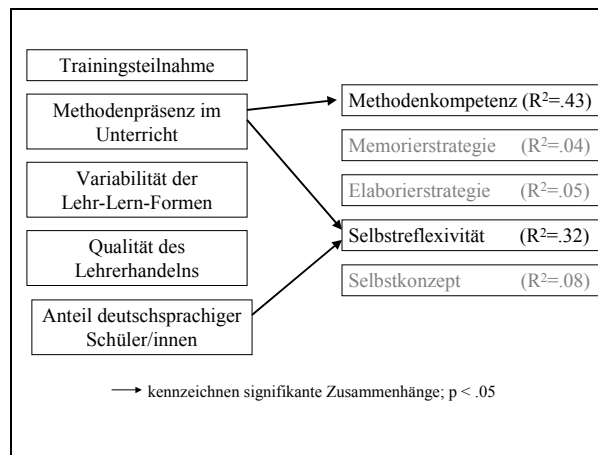 Trainingsteilnahme
Methodenpräsenz im
Unterricht
Variabilität der
Lehr-Lern-Formen
Qualität des
Lehrerhandelns
Anteil deutschsprachiger
Schüler/innen
Methodenkompetenz (R²=.43)
Memorierstrategie (R²=.04)
Elaborierstrategie (R²=.05)
Selbstreflexivität (R²=.32)
Selbstkonzept (R²=.08)
kennzeichnen signifikante Zusammenhänge; p < .05